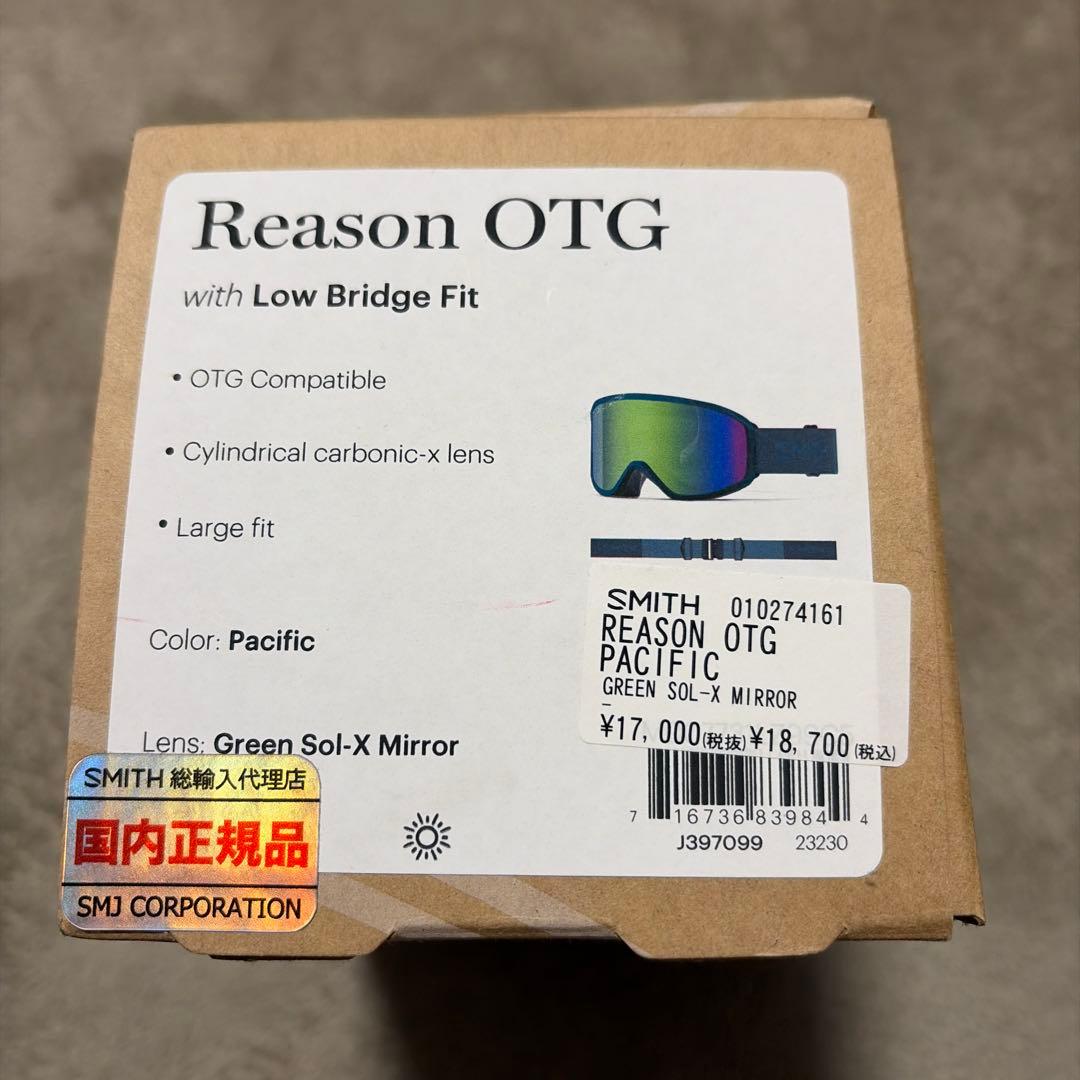 Reason OTG
with Low Bridge Fit
• OTG Compatible
• Cylindrical carbonic-x lens
• Large fit
Color: Pacific
Lens: Green Sol-X Mirror
SMITH 010274161
REASON OTG
PACIFIC
GREEN SOL-X MIRROR
-
¥17,000(税抜)¥18,700(税込)
7 16736 83984 4
J397099 23230
SMITH 総輸入代理店
国内正規品
SMJ CORPORATION